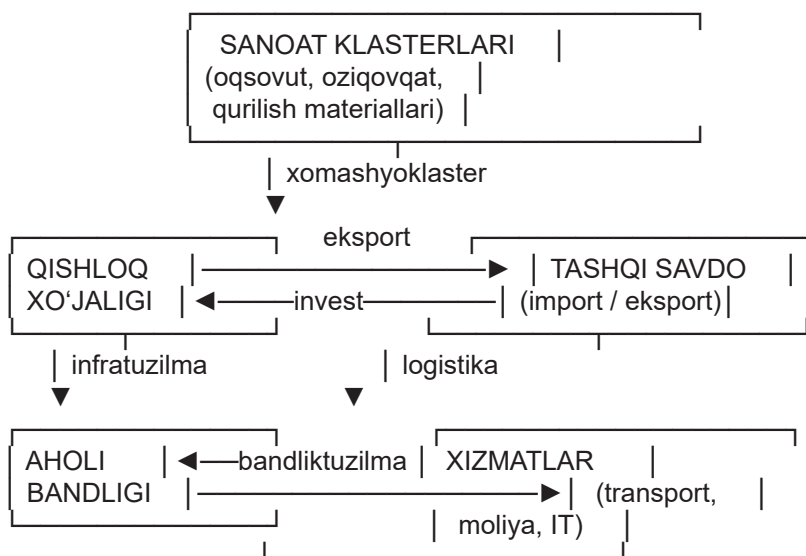 SANOAT KLASTERLARI
(oqsovut, oziqovqat,
qurilish materiallari)
xomashyoklaster
eksport
QISHLOQ TASHQI SAVDO
XO‘JALIGI invest (import / eksport)
infratuzilma logistika
AHOLI bandliktuzilma XIZMATLAR
BANDLIGI (transport,
moliya, IT)